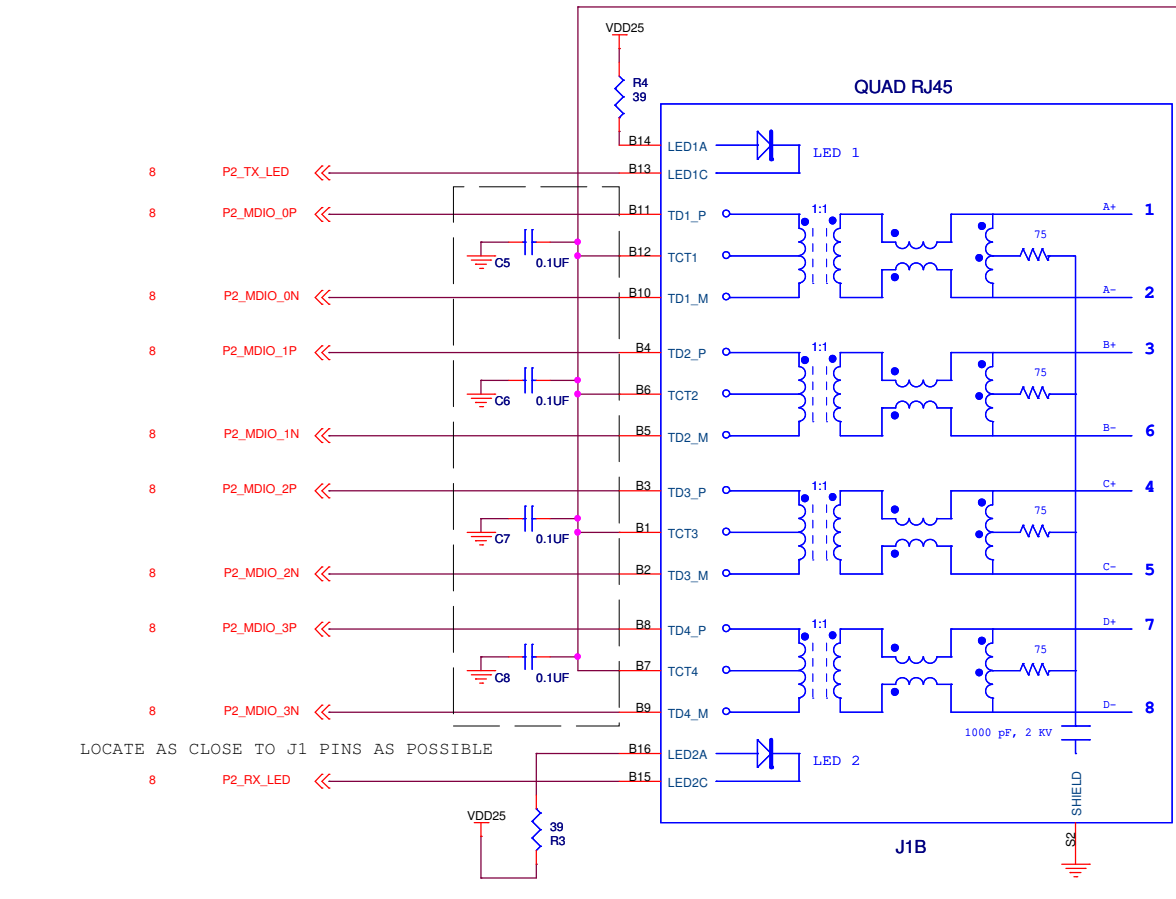 VDD25
R4
39
QUAD RJ45
B14 LED1A LED 1
8 P2_TX_LED B13 LED1C
8 P2_MDIO_0P B11 TD1_P 1:1 A+ 1
75
C5 0.1UF B12 TCT1
8 P2_MDIO_0N B10 TD1_M A- 2
8 P2_MDIO_1P B4 TD2_P 1:1 B+ 3
75
C6 0.1UF B6 TCT2
8 P2_MDIO_1N B5 TD2_M B- 6
8 P2_MDIO_2P B3 TD3_P 1:1 C+ 4
75
C7 0.1UF B1 TCT3
8 P2_MDIO_2N B2 TD3_M C- 5
8 P2_MDIO_3P B8 TD4_P 1:1 D+ 7
75
C8 0.1UF B7 TCT4
8 P2_MDIO_3N B9 TD4_M D- 8
1000 pF, 2 KV
LOCATE AS CLOSE TO J1 PINS AS POSSIBLE
B16 LED2A LED 2
8 P2_RX_LED B15 LED2C
SHIELD
VDD25
39
R3
S2
J1B